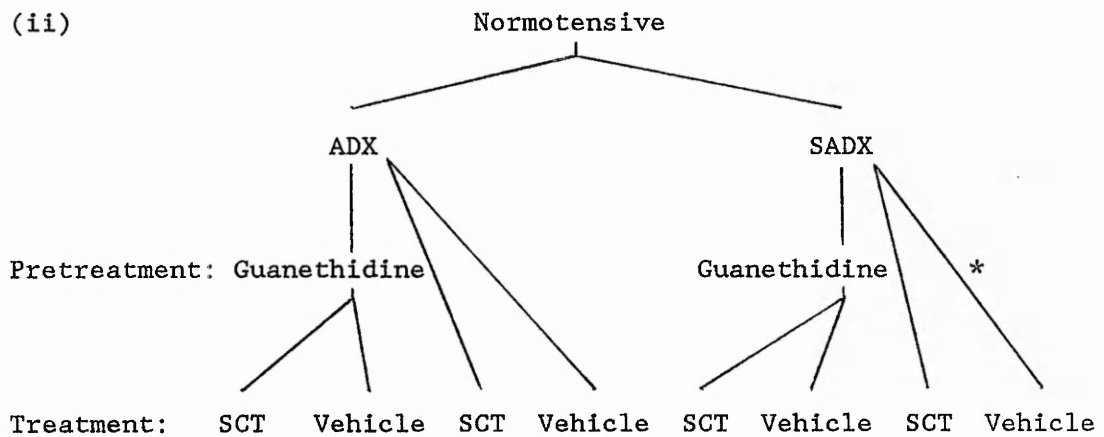 (ii) Normotensive
ADX SADX
Pretreatment: Guanethidine Guanethidine *
Treatment: SCT Vehicle SCT Vehicle SCT Vehicle SCT Vehicle